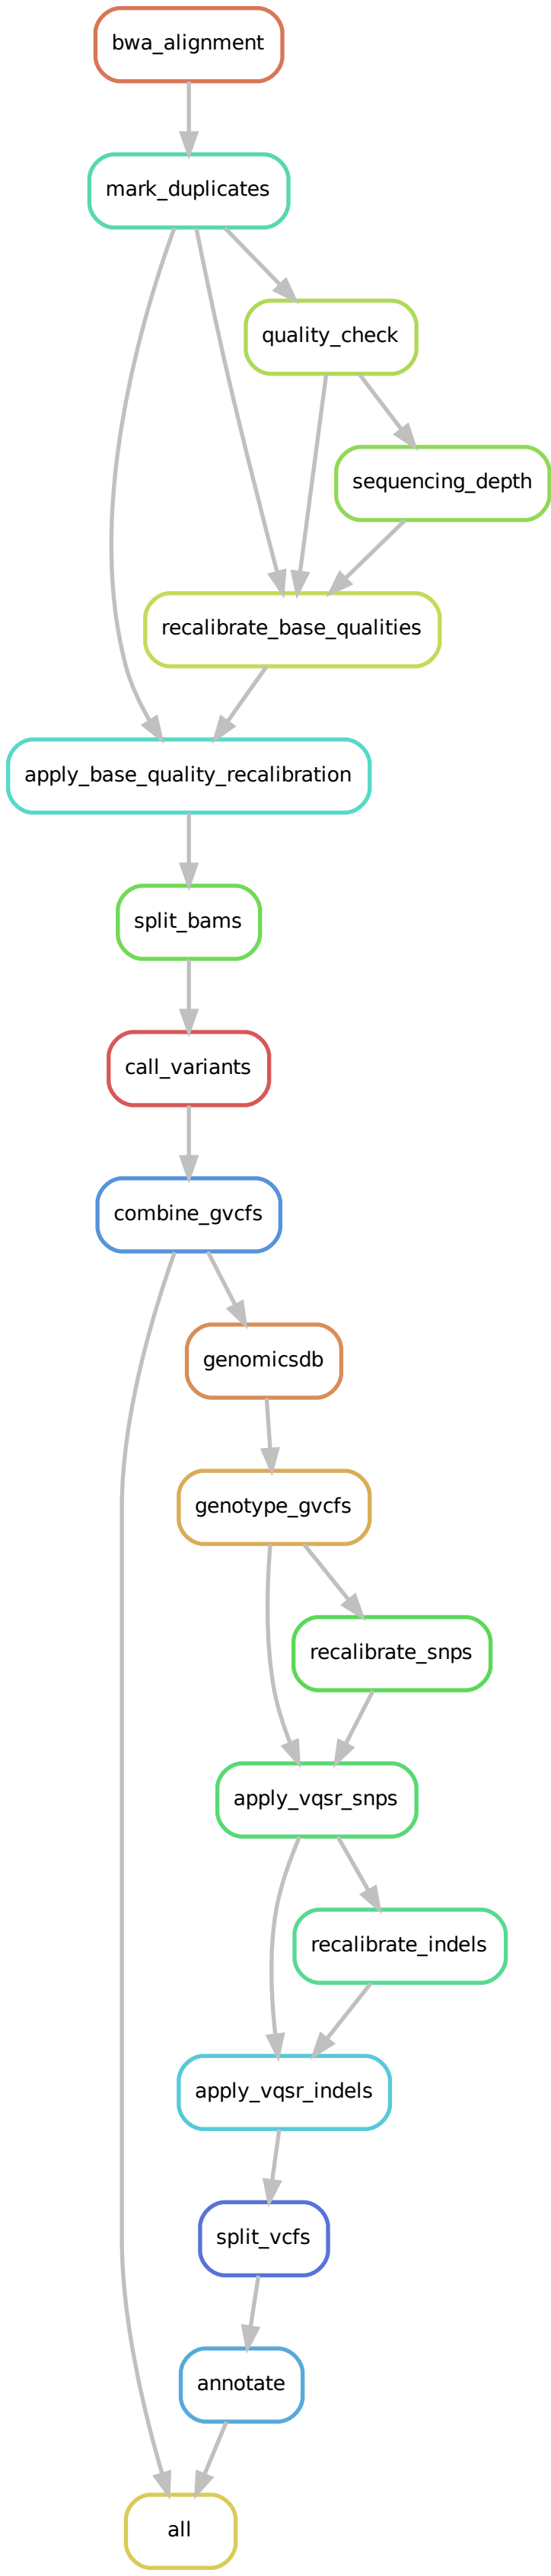 bwa_alignment
mark_duplicates
quality_check
sequencing_depth
recalibrate_base_qualities
apply_base_quality_recalibration
split_bams
call_variants
combine_gvcfs
genomicsdb
genotype_gvcfs
recalibrate_snps
apply_vqsr_snps
recalibrate_indels
apply_vqsr_indels
split_vcfs
annotate
all